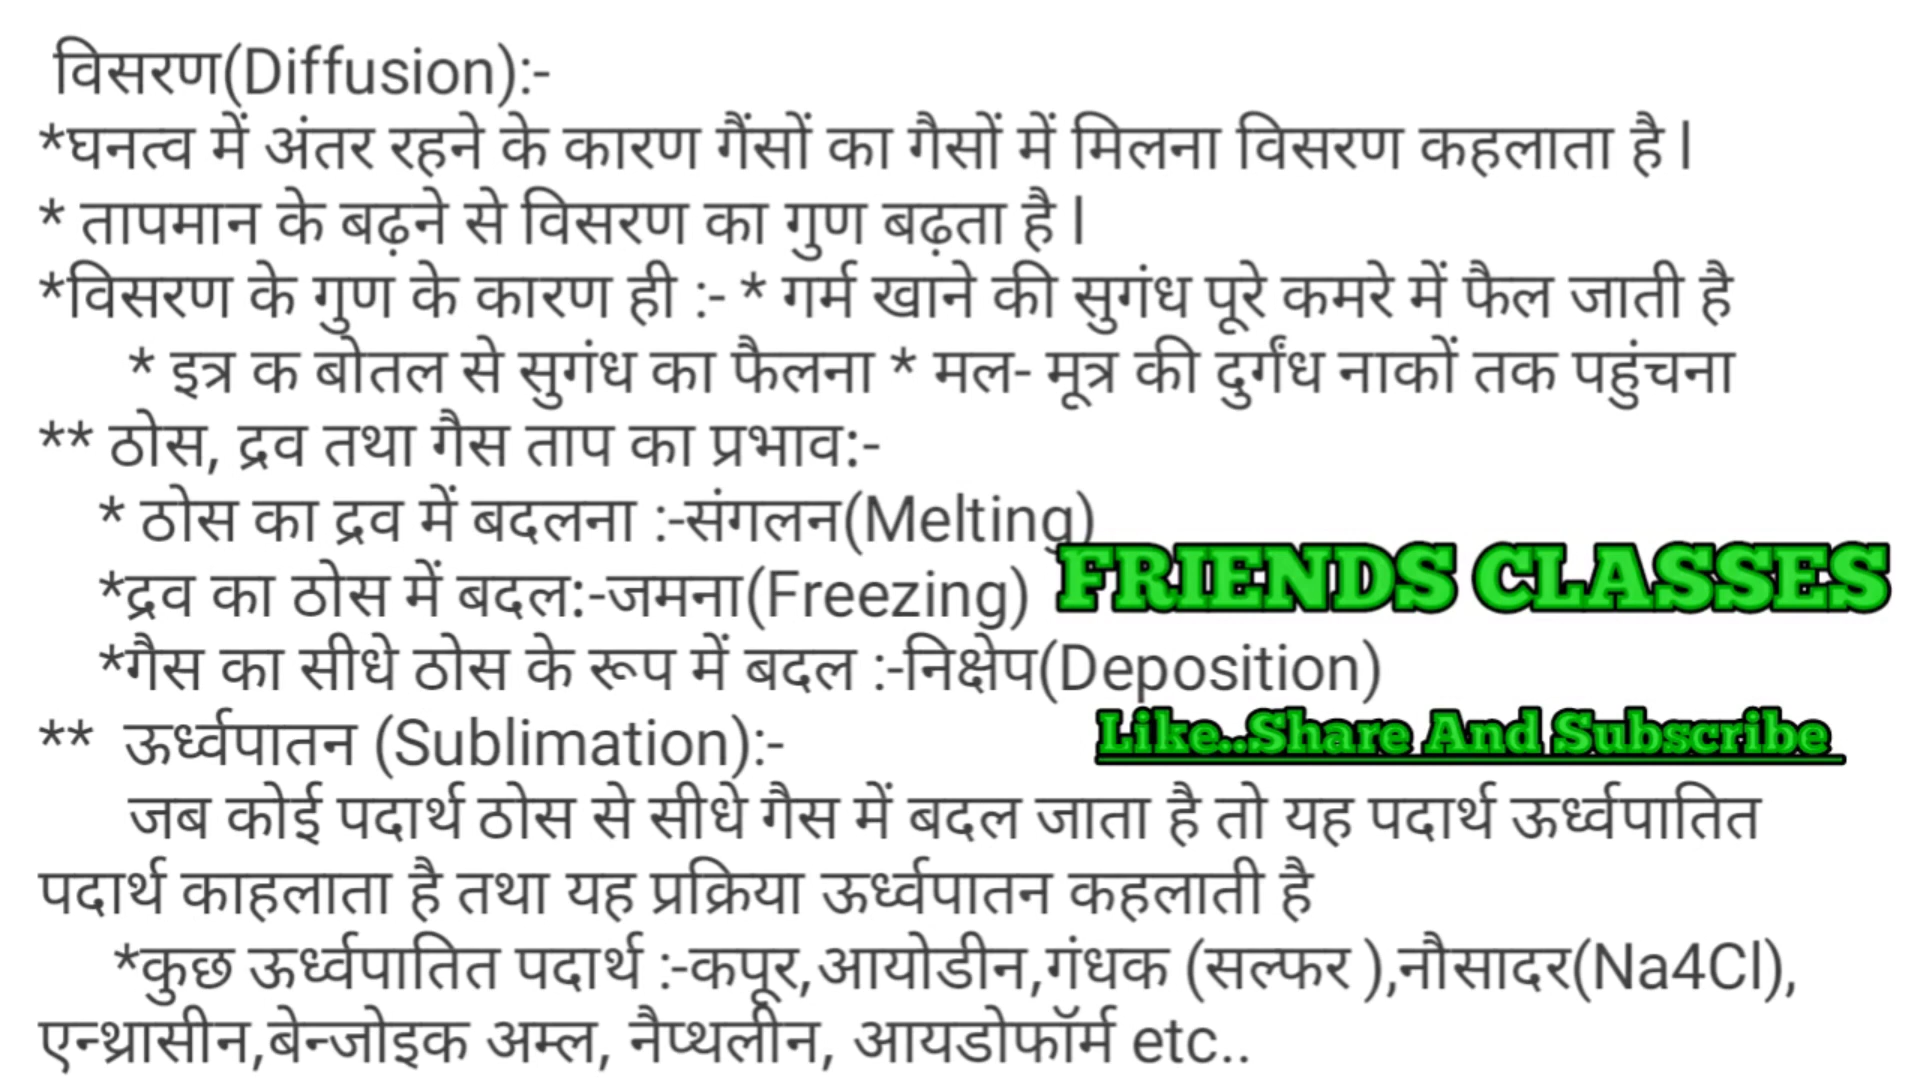 विसरण(Diffusion):-
*घनत्व में अंतर रहने के कारण गैंसों का गैसों में मिलना विसरण कहलाता है l
* तापमान के बढ़ने से विसरण का गुण बढ़ता है l
*विसरण के गुण के कारण ही :- * गर्म खाने की सुगंध पूरे कमरे में फैल जाती है
* इत्र क बोतल से सुगंध का फैलना * मल- मूत्र की दुर्गंध नाकों तक पहुंचना
** ठोस, द्रव तथा गैस ताप का प्रभाव:-
* ठोस का द्रव में बदलना :-संगलन(Melting)
*द्रव का ठोस में बदल:-जमना(Freezing)
FRIENDS CLASSES
*गैस का सीधे ठोस के रूप में बदल :-निक्षेप(Deposition)
** ऊर्ध्वपातन (Sublimation):-
Like..Share And Subscribe
जब कोई पदार्थ ठोस से सीधे गैस में बदल जाता है तो यह पदार्थ ऊर्ध्वपातित
पदार्थ काहलाता है तथा यह प्रक्रिया ऊर्ध्वपातन कहलाती है
*कुछ ऊर्ध्वपातित पदार्थ :-कपूर,आयोडीन,गंधक (सल्फर ),नौसादर(Na4Cl),
एन्थ्रासीन,बेन्जोइक अम्ल, नैप्थलीन, आयडोफॉर्म etc..